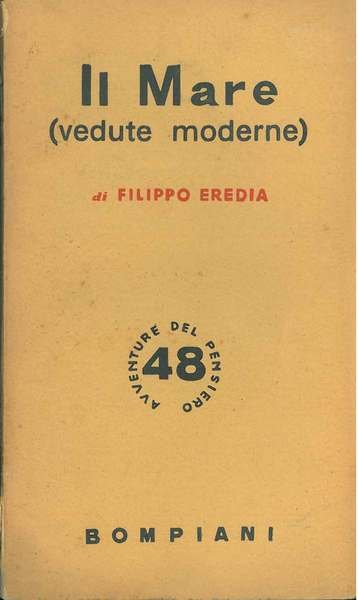 Il Mare
(vedute moderne)
di FILIPPO EREDIA
AVVENTURE DEL PENSIERO
48
BOMPIANI